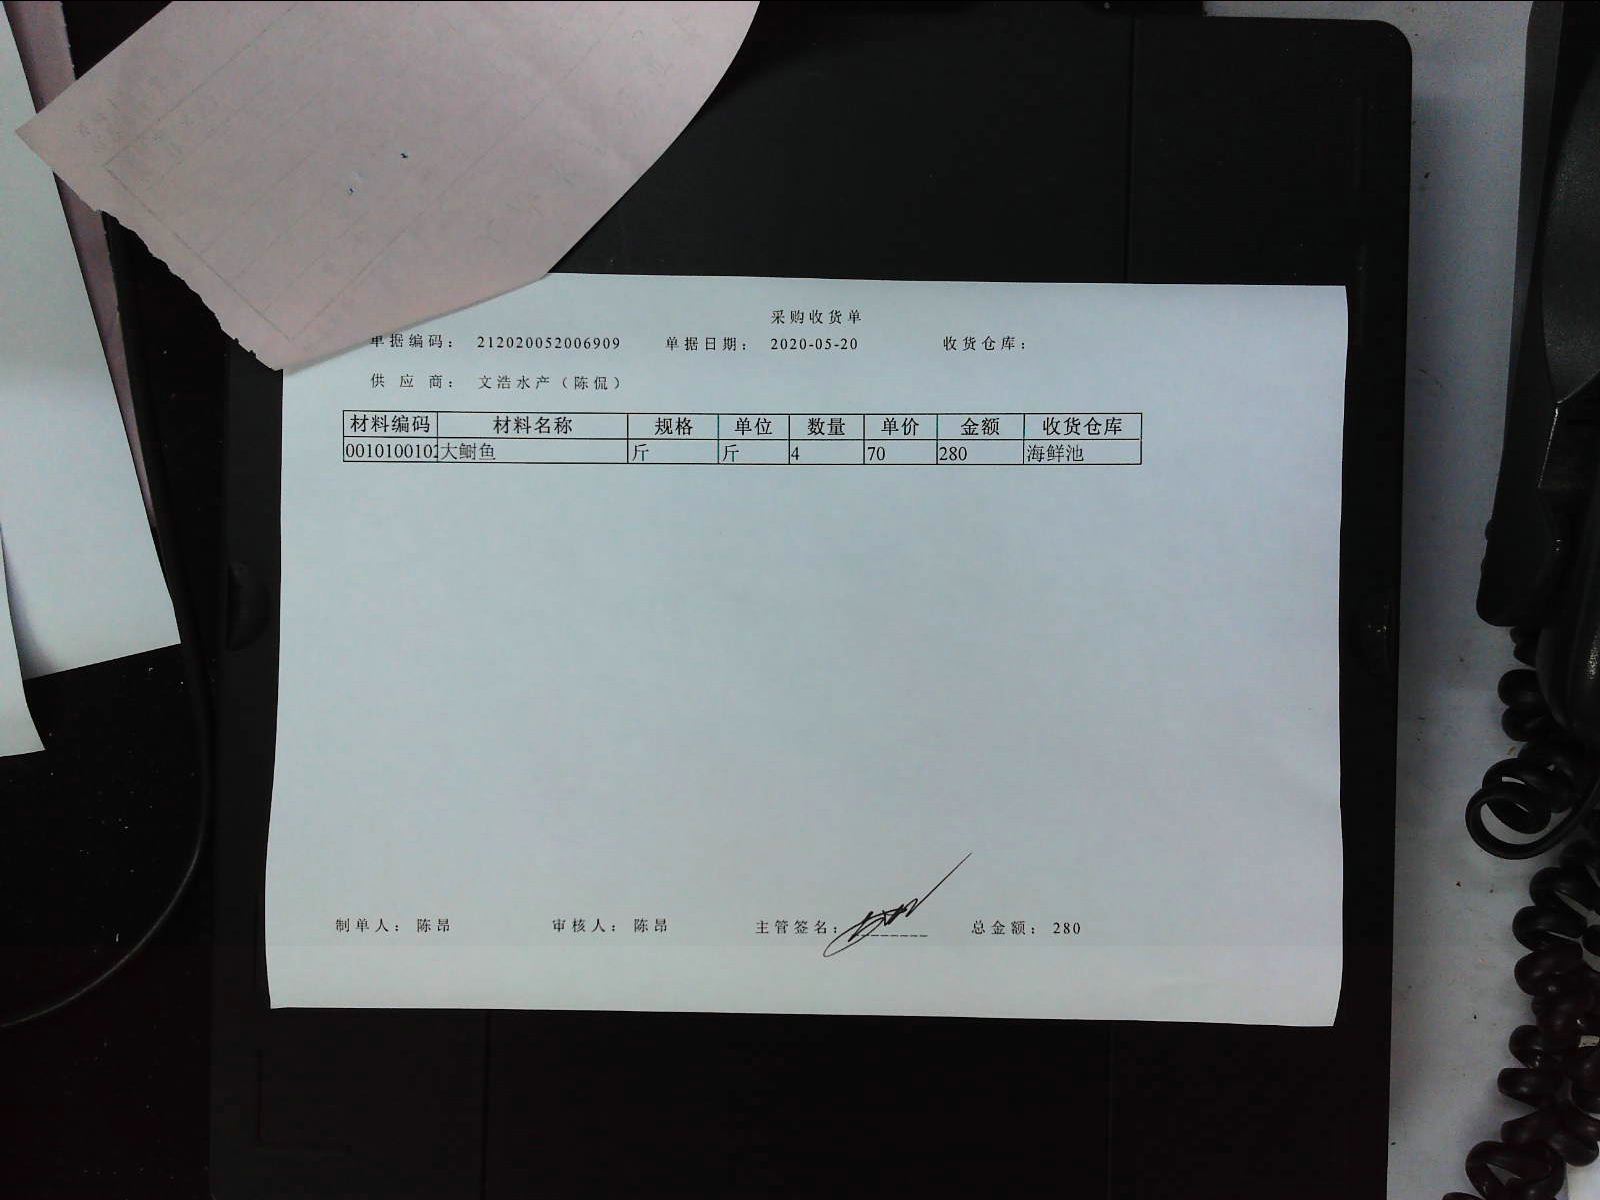 采购收货单
单据编码： 212020052006909 单据日期： 2020-05-20 收货仓库：
供 应 商： 文浩水产（陈侃）
材料编码 材料名称 规格 单位 数量 单价 金额 收货仓库
0010100102 大鲥鱼 斤 斤 4 70 280 海鲜池
制单人： 陈昂 审核人： 陈昂 主管签名： 总金额： 280